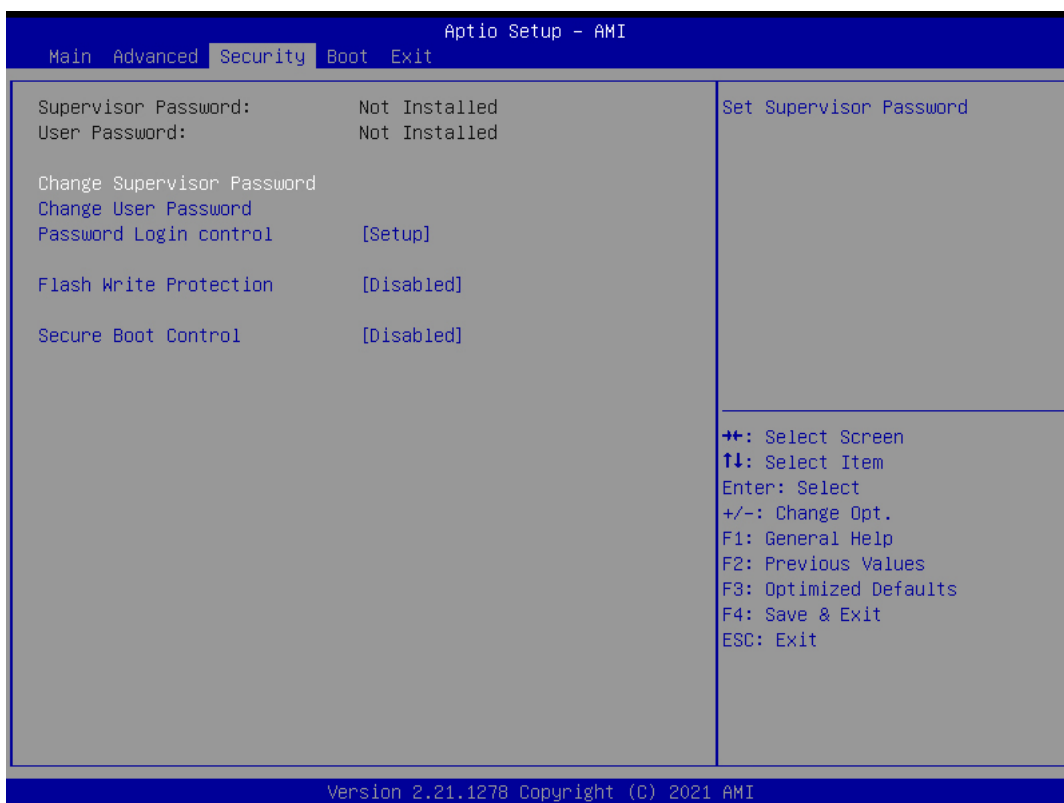 Aptio Setup – AMI
Main Advanced Security Boot Exit
Supervisor Password: Not Installed
User Password: Not Installed
Change Supervisor Password
Change User Password
Password Login control [Setup]
Flash Write Protection [Disabled]
Secure Boot Control [Disabled]
Set Supervisor Password
→←: Select Screen
↑↓: Select Item
Enter: Select
+/-: Change Opt.
F1: General Help
F2: Previous Values
F3: Optimized Defaults
F4: Save & Exit
ESC: Exit
Version 2.21.1278 Copyright (C) 2021 AMI